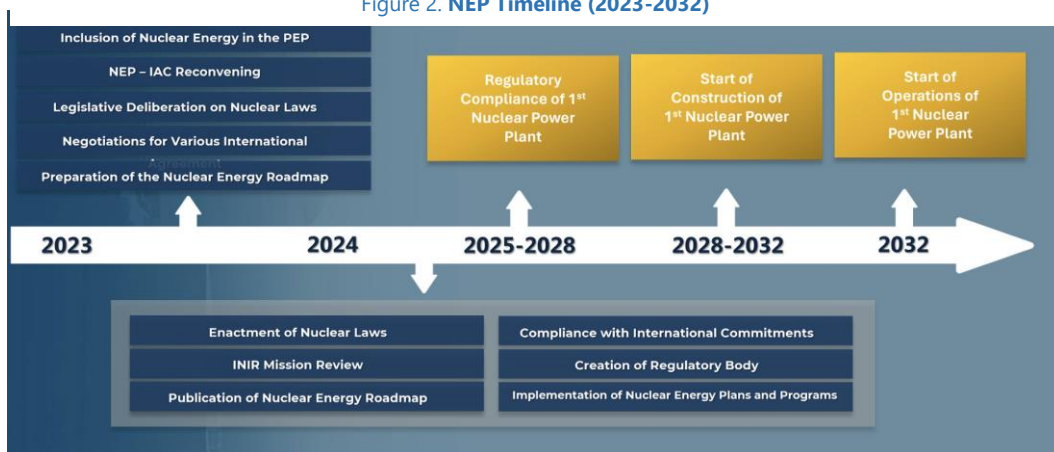 Figure 2. NEP Timeline (2023-2032)
Inclusion of Nuclear Energy in the PEP
NEP – IAC Reconvening
Legislative Deliberation on Nuclear Laws
Negotiations for Various International
Agreement
Preparation of the Nuclear Energy Roadmap
Regulatory
Compliance of 1st
Nuclear Power
Plant
Start of
Construction of
1st Nuclear Power
Plant
Start of
Operations of
1st Nuclear
Power Plant
2023
2024
2025-2028
2028-2032
2032
Enactment of Nuclear Laws
INIR Mission Review
Publication of Nuclear Energy Roadmap
Compliance with International Commitments
Creation of Regulatory Body
Implementation of Nuclear Energy Plans and Programs